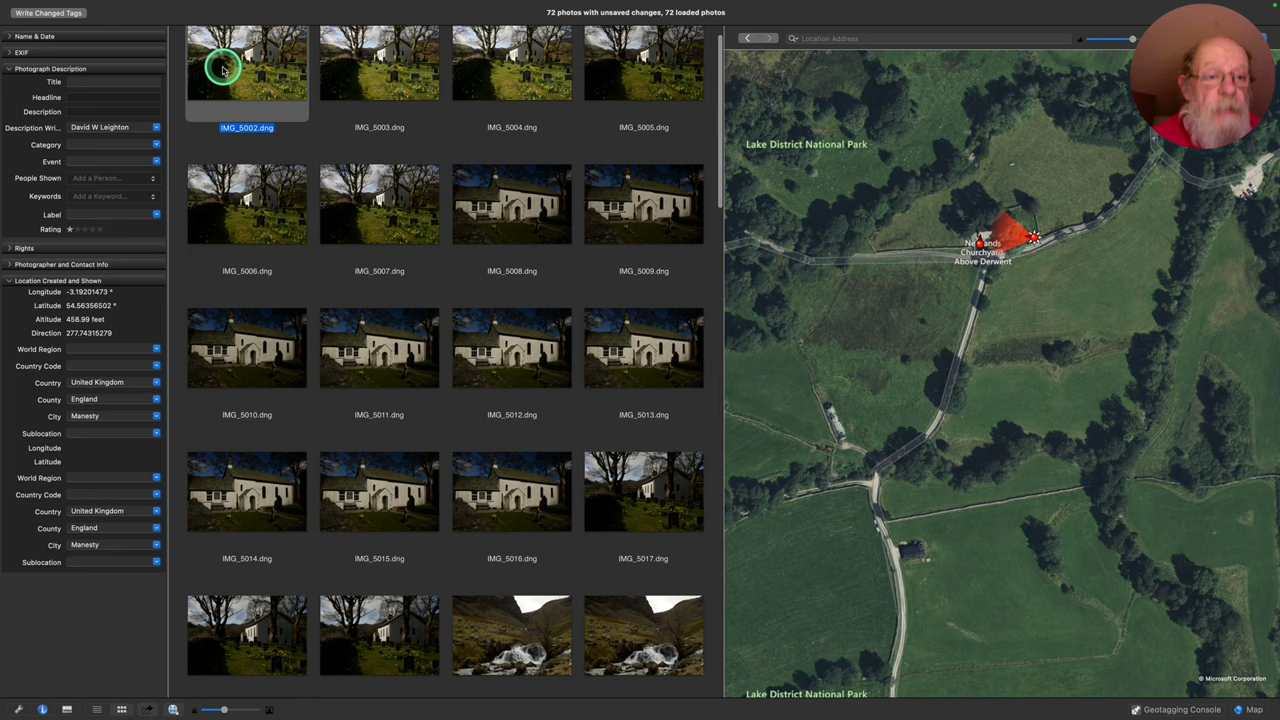 Write Changed Tags
72 photos with unsaved changes, 72 loaded photos
Name & Date
EXIF
Photograph Description
Title
Headline
Description
Description Wri... David W Leighton
Category
Event
People Shown Add a Person...
Keywords Add a Keyword...
Label
Rating
Rights
Photographer and Contact Info
Location Created and Shown
Longitude -3.19201473 °
Latitude 54.56356502 °
Altitude 458.99 feet
Direction 277.74315279
World Region
Country Code
Country United Kingdom
County England
City Manesty
Sublocation
Longitude
Latitude
World Region
Country Code
Country United Kingdom
County England
City Manesty
Sublocation
IMG_5002.dng IMG_5003.dng IMG_5004.dng IMG_5005.dng
IMG_5006.dng IMG_5007.dng IMG_5008.dng IMG_5009.dng
IMG_5010.dng IMG_5011.dng IMG_5012.dng IMG_5013.dng
IMG_5014.dng IMG_5015.dng IMG_5016.dng IMG_5017.dng
Location Address
Lake District National Park
Churchyard
Above Derwent
Lake District National Park
© Microsoft Corporation
Geotagging Console Map